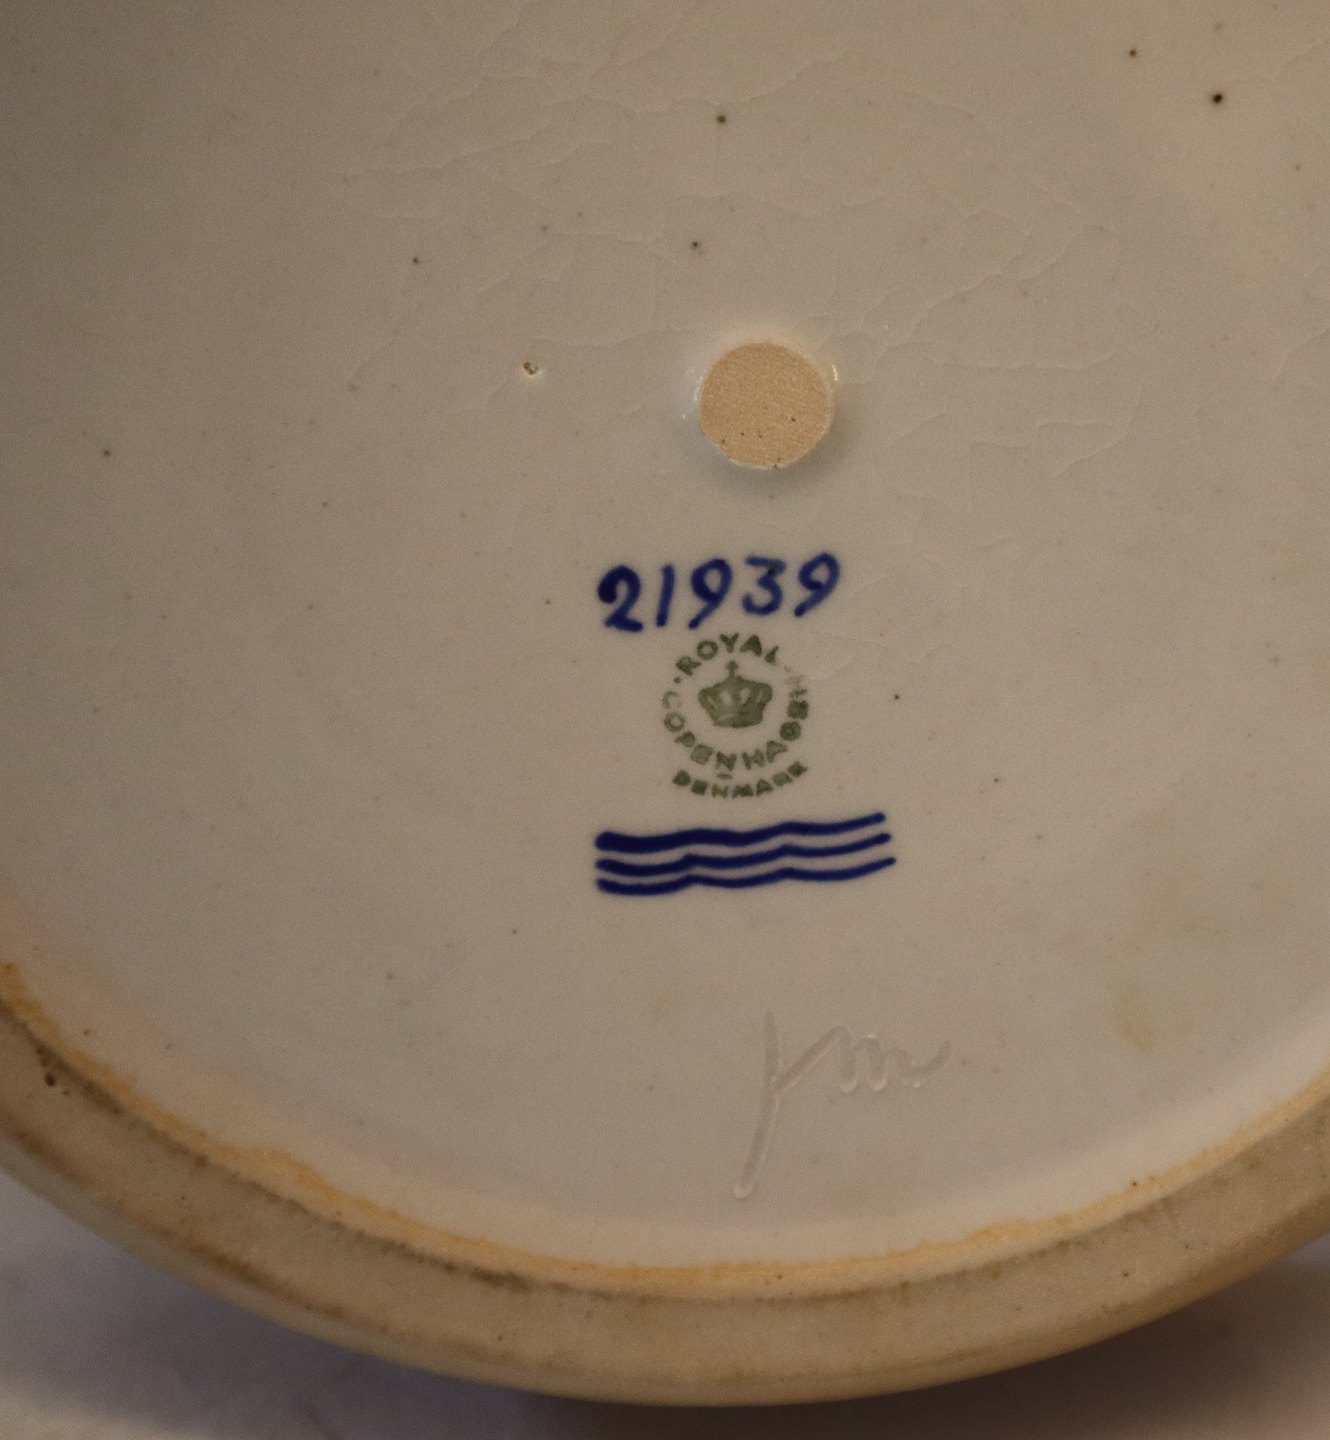 21939
ROYAL
COPENHAGEN
DENMARK